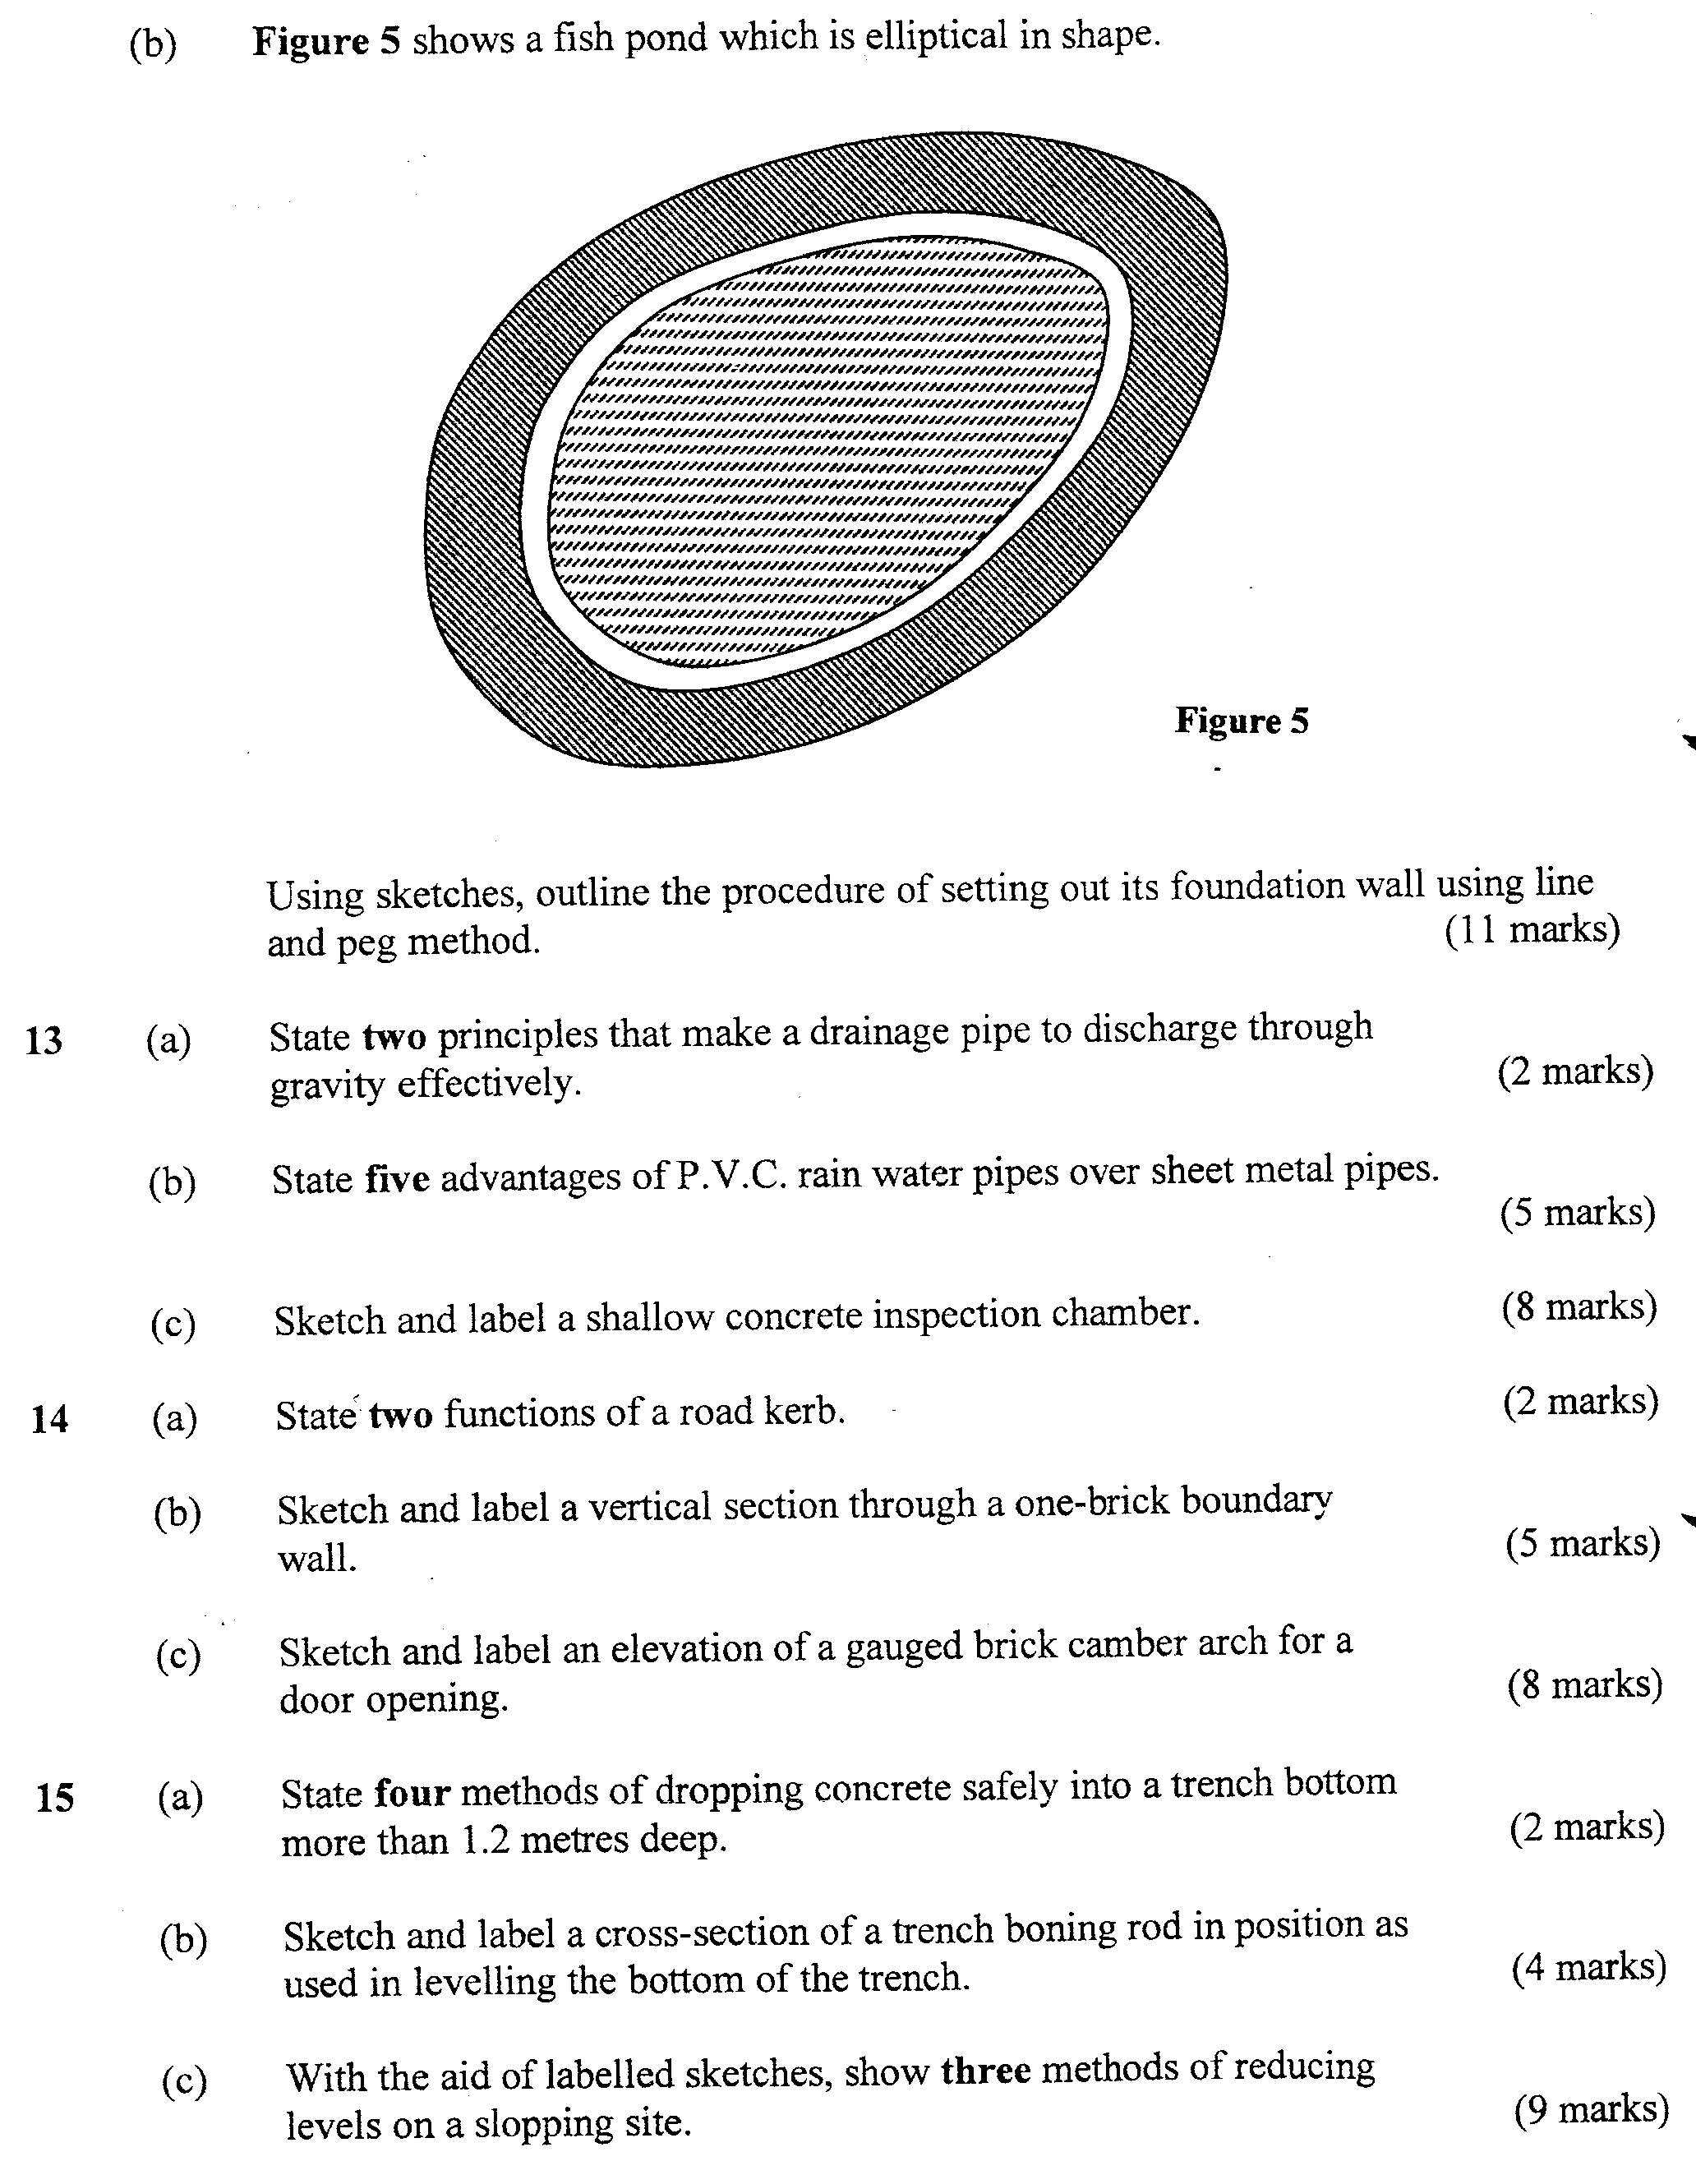 (b) Figure 5 shows a fish pond which is elliptical in shape.
Figure 5
Using sketches, outline the procedure of setting out its foundation wall using line
and peg method. (11 marks)
13 (a) State two principles that make a drainage pipe to discharge through
gravity effectively. (2 marks)
(b) State five advantages of P.V.C. rain water pipes over sheet metal pipes.
(5 marks)
(c) Sketch and label a shallow concrete inspection chamber. (8 marks)
14 (a) State two functions of a road kerb. (2 marks)
(b) Sketch and label a vertical section through a one-brick boundary
wall. (5 marks)
(c) Sketch and label an elevation of a gauged brick camber arch for a
door opening. (8 marks)
15 (a) State four methods of dropping concrete safely into a trench bottom
more than 1.2 metres deep. (2 marks)
(b) Sketch and label a cross-section of a trench boning rod in position as
used in levelling the bottom of the trench. (4 marks)
(c) With the aid of labelled sketches, show three methods of reducing
levels on a slopping site. (9 marks)